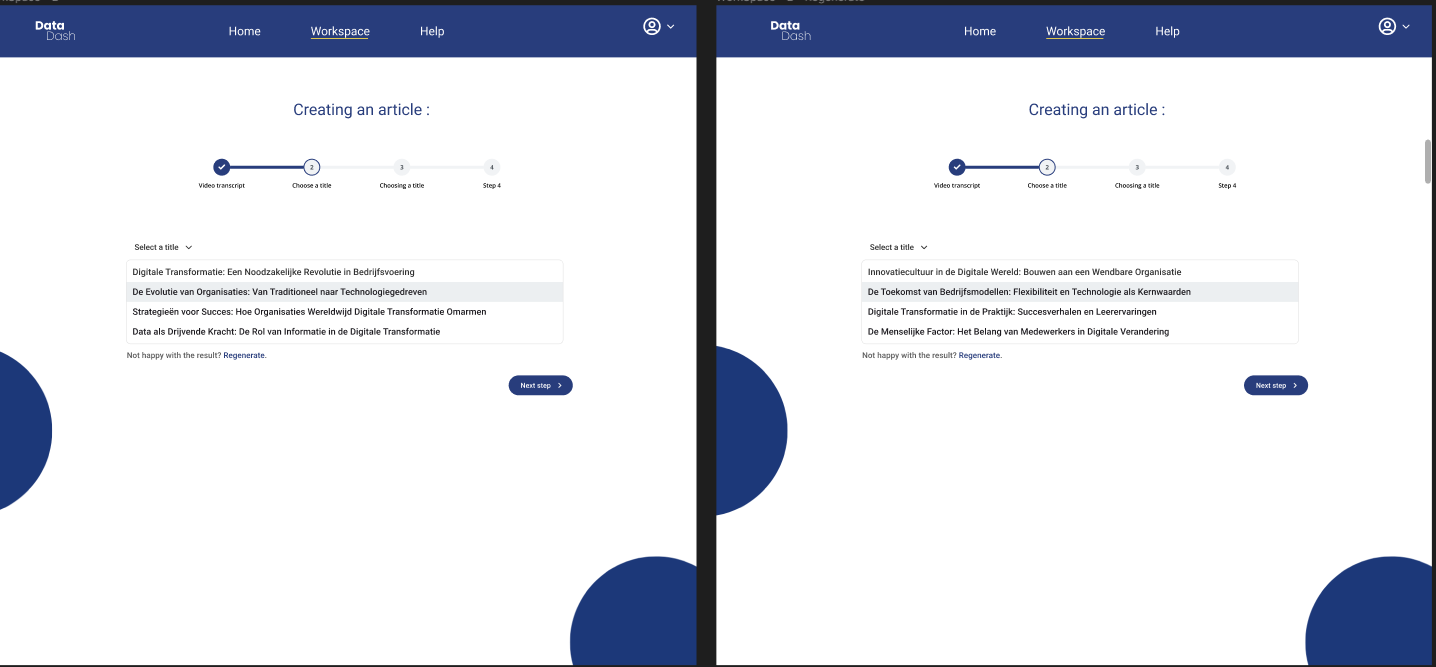 Data
Dash
Home
Workspace
Help
Creating an article :
2
3
4
Video transcript
Choose a title
Choosing a title
Step 4
Select a title
Digitale Transformatie: Een Noodzakelijke Revolutie in Bedrijfsvoering
De Evolutie van Organisaties: Van Traditioneel naar Technologiegedreven
Strategieën voor Succes: Hoe Organisaties Wereldwijd Digitale Transformatie Omarmen
Data als Drijvende Kracht: De Rol van Informatie in de Digitale Transformatie
Not happy with the result? Regenerate.
Next step
Data
Dash
Home
Workspace
Help
Creating an article :
2
3
4
Video transcript
Choose a title
Choosing a title
Step 4
Select a title
Innovatiecultuur in de Digitale Wereld: Bouwen aan een Wendbare Organisatie
De Toekomst van Bedrijfsmodellen: Flexibiliteit en Technologie als Kernwaarden
Digitale Transformatie in de Praktijk: Succesverhalen en Leerervaringen
De Menselijke Factor: Het Belang van Medewerkers in Digitale Verandering
Not happy with the result? Regenerate.
Next step